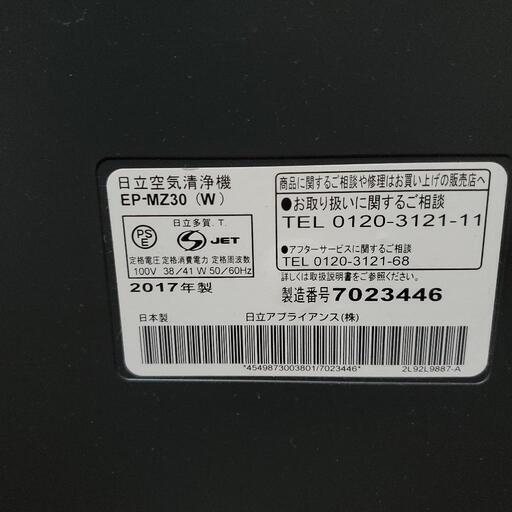 日立空気清浄機
EP-MZ30 (W)
日立多賀. T.
PS
E
S JET
定格電圧 定格消費電力 定格周波数
100V 38/41 W 50/60Hz
2017年製
日本製
商品に関するご相談や修理はお買い上げの販売店へ
●お取り扱いに関するご相談
TEL 0120-3121-11
●アフターサービスに関するご相談
TEL 0120-3121-68
詳しくは取扱説明書をご参照ください。
製造番号7023446
日立アプライアンス(株)
*4549873003801/7023446*
2L92L9887-A